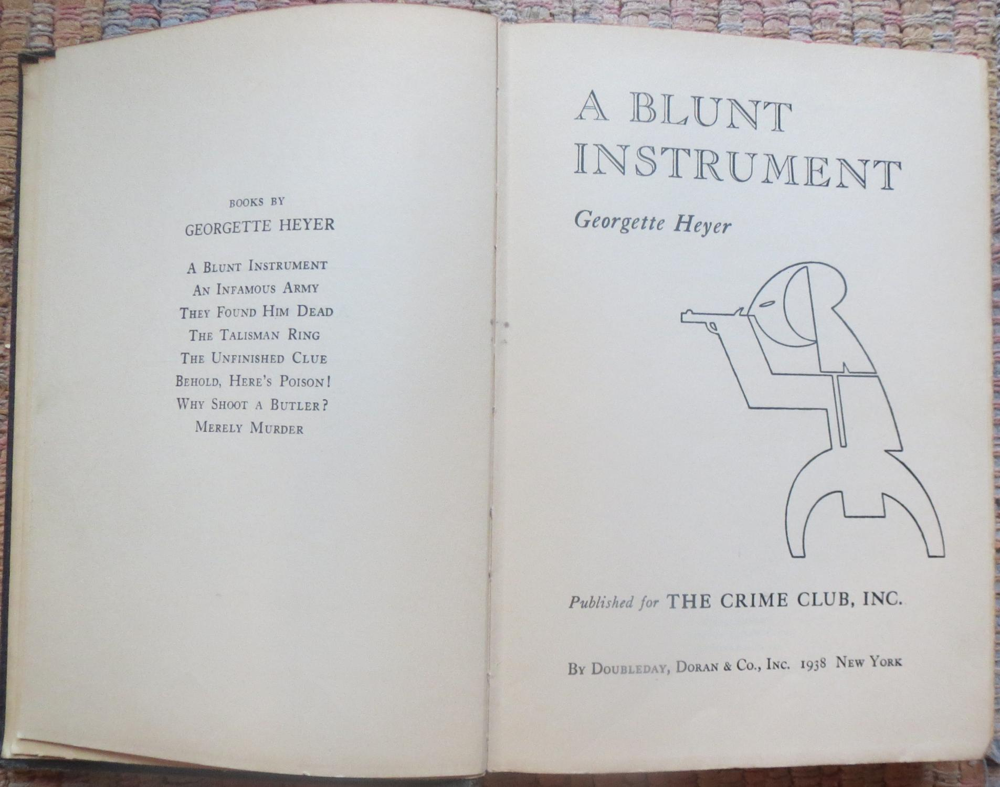 BOOKS BY
GEORGETTE HEYER
A BLUNT INSTRUMENT
AN INFAMOUS ARMY
THEY FOUND HIM DEAD
THE TALISMAN RING
THE UNFINISHED CLUE
BEHOLD, HERE'S POISON!
WHY SHOOT A BUTLER?
MERELY MURDER
A BLUNT
INSTRUMENT
Georgette Heyer
Published for THE CRIME CLUB, INC.
BY DOUBLEDAY, DORAN & CO., INC. 1938 NEW YORK